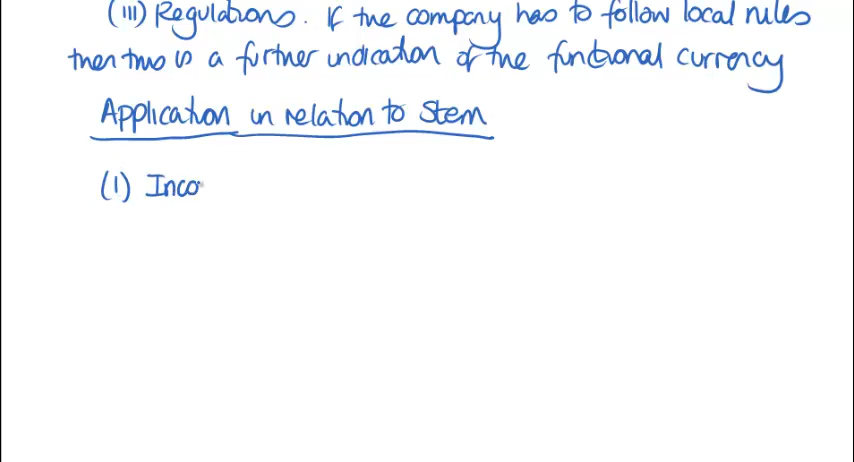 (iii) Regulations. If the company has to follow local rules
then this is a further indication of the functional currency
Application in relation to Stem
(1) Inco